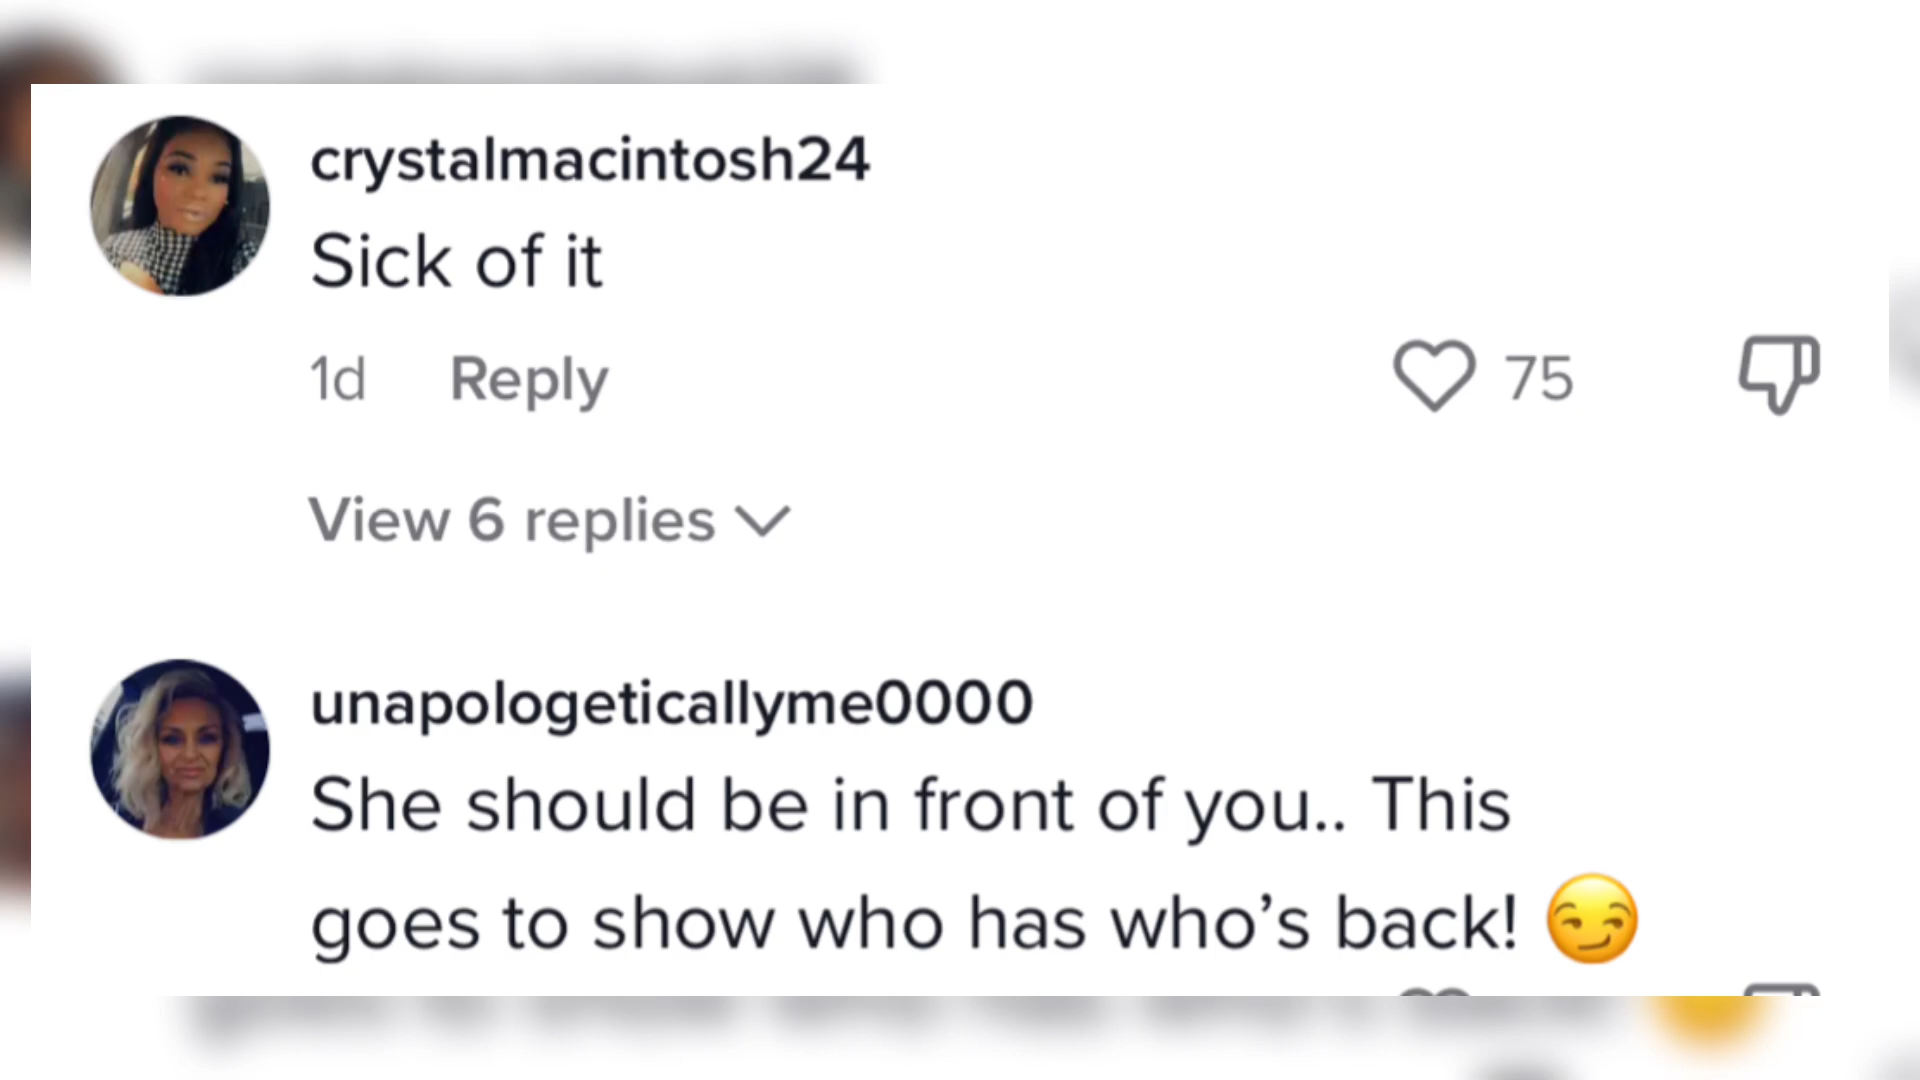 crystalmacintosh24
Sick of it
1d Reply 75
View 6 replies
unapologeticallyme0000
She should be in front of you.. This
goes to show who has who’s back! 😏